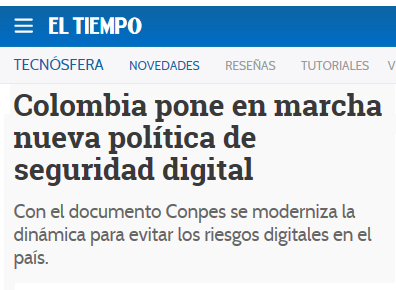 EL TIEMPO
TECNÓSFERA NOVEDADES RESEÑAS TUTORIALES
Colombia pone en marcha
nueva política de
seguridad digital
Con el documento Conpes se moderniza la
dinámica para evitar los riesgos digitales en el
país.